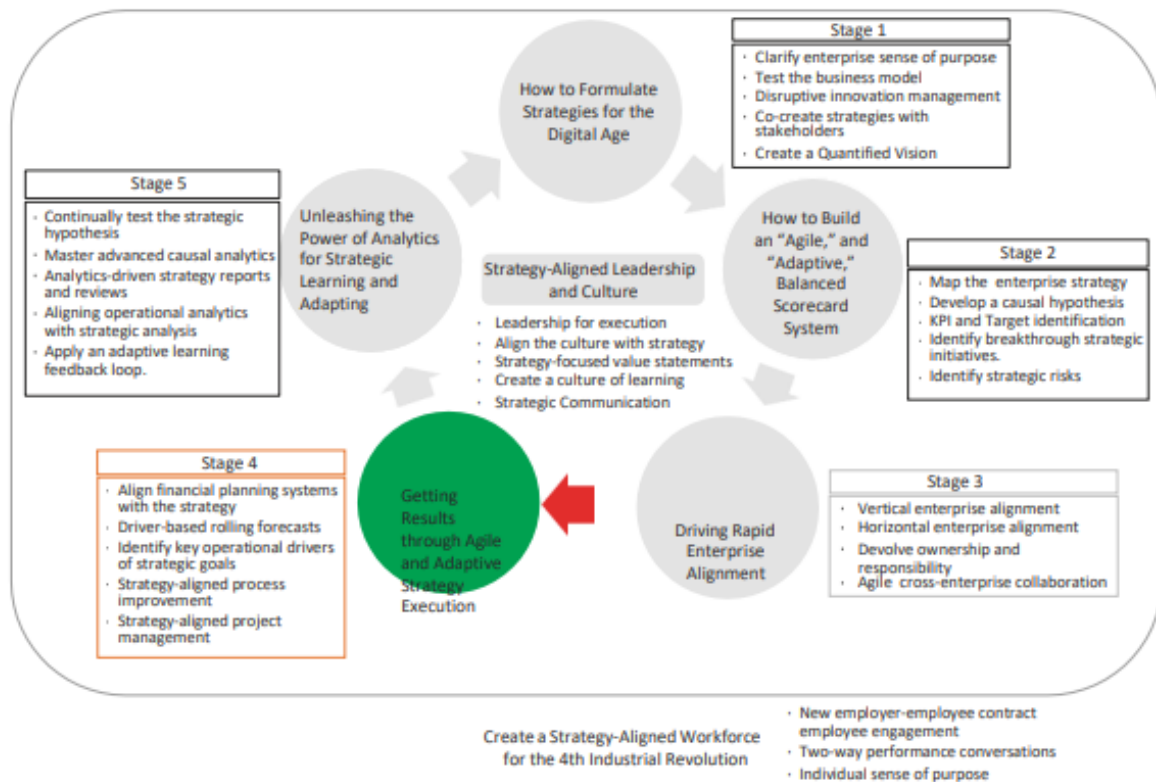 How to Formulate
Strategies for the
Digital Age
Stage 1
· Clarify enterprise sense of purpose
· Test the business model
· Disruptive innovation management
· Co-create strategies with
stakeholders
· Create a Quantified Vision
How to Build
an “Agile,” and
“Adaptive,”
Balanced
Scorecard
System
Stage 2
· Map the enterprise strategy
· Develop a causal hypothesis
· KPI and Target identification
· Identify breakthrough strategic
initiatives.
· Identify strategic risks
Driving Rapid
Enterprise
Alignment
Stage 3
· Vertical enterprise alignment
· Horizontal enterprise alignment
· Devolve ownership and
responsibility
· Agile cross-enterprise collaboration
Getting
Results
through Agile
and Adaptive
Strategy
Execution
Stage 4
· Align financial planning systems
with the strategy
· Driver-based rolling forecasts
· Identify key operational drivers
of strategic goals
· Strategy-aligned process
improvement
· Strategy-aligned project
management
Unleashing the
Power of Analytics
for Strategic
Learning and
Adapting
Stage 5
· Continually test the strategic
hypothesis
· Master advanced causal analytics
· Analytics-driven strategy reports
and reviews
· Aligning operational analytics
with strategic analysis
· Apply an adaptive learning
feedback loop.
Strategy-Aligned Leadership
and Culture
· Leadership for execution
· Align the culture with strategy
· Strategy-focused value statements
· Create a culture of learning
· Strategic Communication
Create a Strategy-Aligned Workforce
for the 4th Industrial Revolution
· New employer-employee contract
employee engagement
· Two-way performance conversations
· Individual sense of purpose